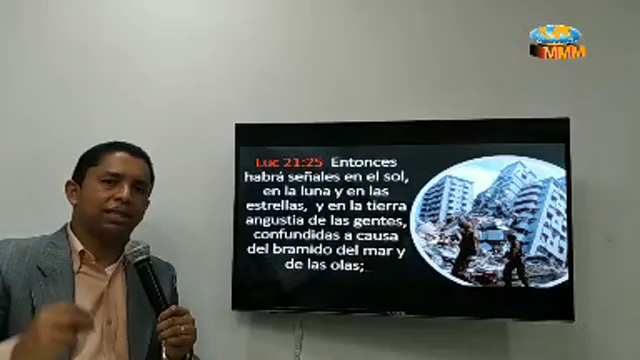 MMM
Luc 21:25 Entonces
habrá señales en el sol,
en la luna y en las
estrellas, y en la tierra
angustia de las gentes,
confundidas a causa
del bramido del mar y
de las olas;